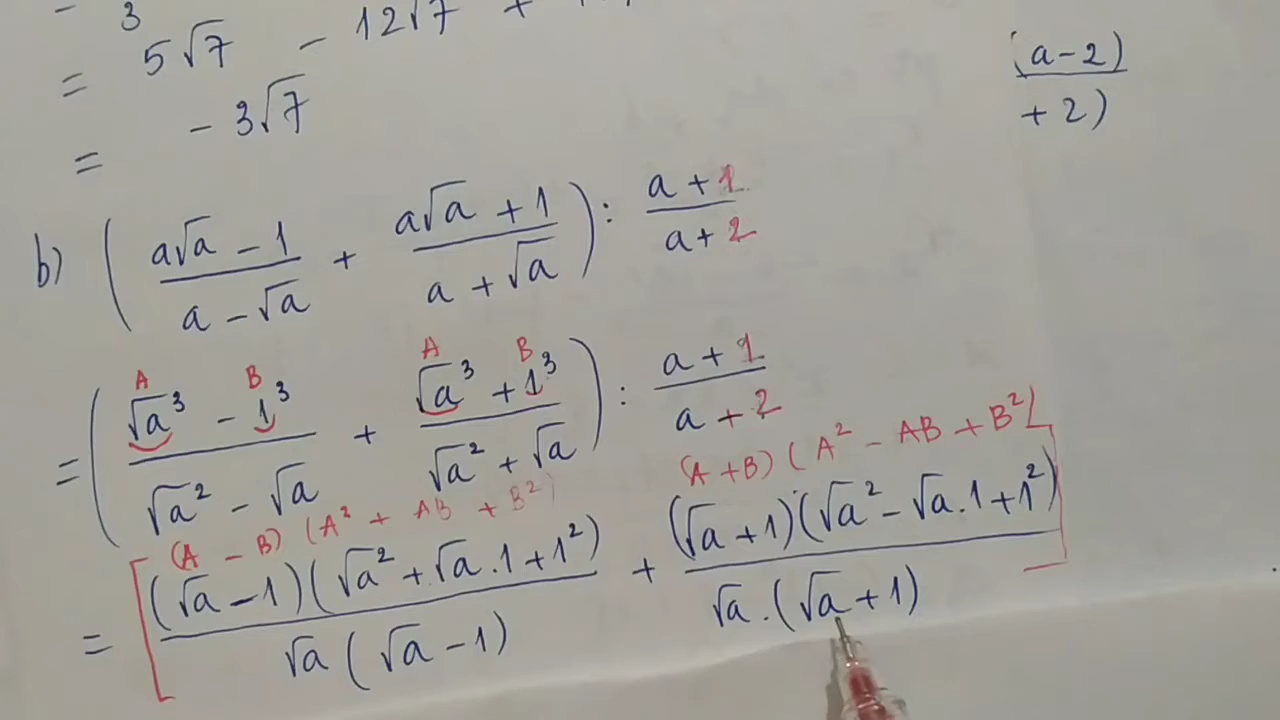 3
= 5√7 - 12√7 +
= - 3√7
(a-2)
+ 2)
b) ( (a√a - 1)/(a - √a) + (a√a + 1)/(a + √a) ) : (a + 1)/(a + 2)
A B A B
= ( (√a³ - 1³)/(√a² - √a) + (√a³ + 1³)/(√a² + √a) ) : (a + 1)/(a + 2)
(A - B) (A² + AB + B²) (A + B) (A² - AB + B²)
= [ (√a - 1)(√a² + √a.1 + 1²)/(√a (√a - 1)) + (√a + 1)(√a² - √a.1 + 1²)/(√a.(√a + 1)) ]